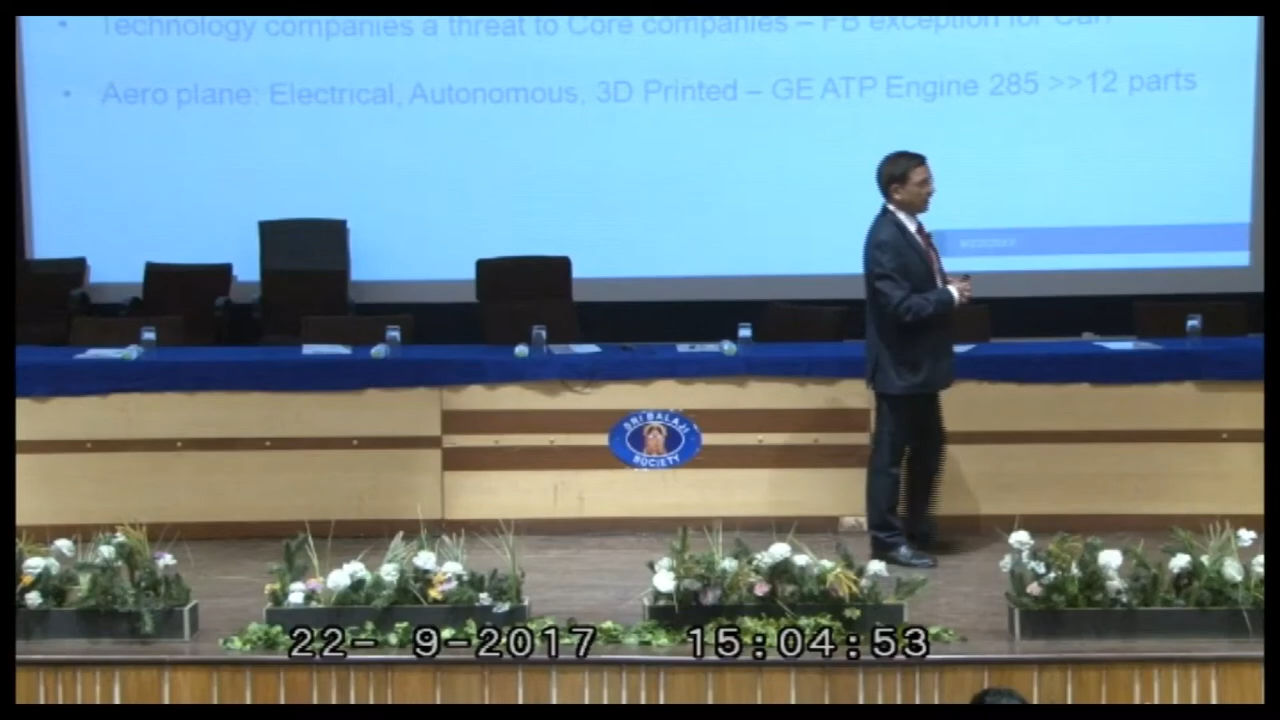 • Technology companies a threat to Core companies – FB exception for Car?
• Aero plane: Electrical, Autonomous, 3D Printed – GE ATP Engine 285 >>12 parts
SRI BALAJI
SOCIETY
22- 9-2017 15:04:53